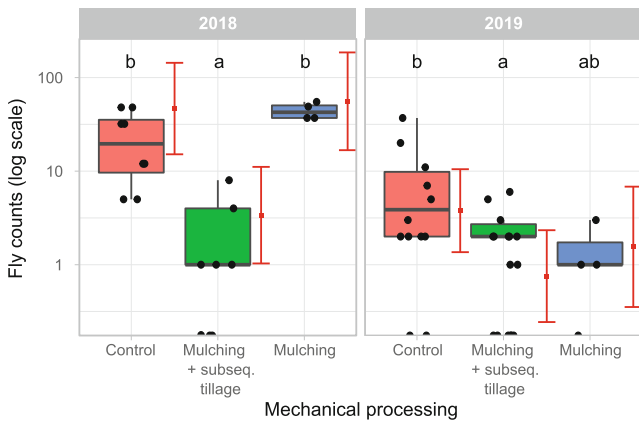 2018
2019
b
a
b
b
a
ab
Fly counts (log scale)
100
10
1
Control
Mulching
+ subseq.
tillage
Mulching
Control
Mulching
+ subseq.
tillage
Mulching
Mechanical processing